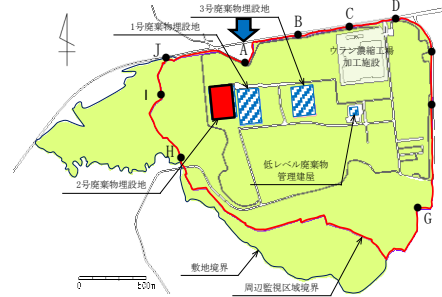 3号廃棄物埋設地
1号廃棄物埋設地
B
C
D
ウラン濃縮工場
加工施設
J
A
I
H
低レベル廃棄物
管理建屋
2号廃棄物埋設地
G
敷地境界
周辺監視区域境界
0
500m